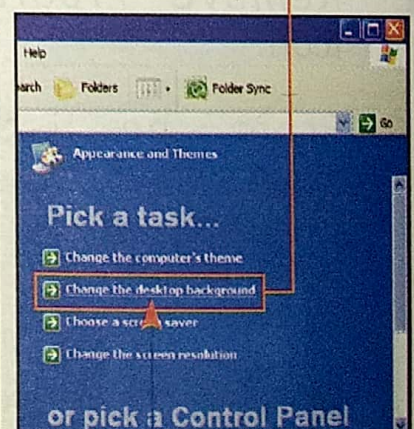 Help
arch Folders Folder Sync
Go
Appearance and Themes
Pick a task...
Change the computer's theme
Change the desktop background
Choose a screen saver
Change the screen resolution
or pick a Control Panel